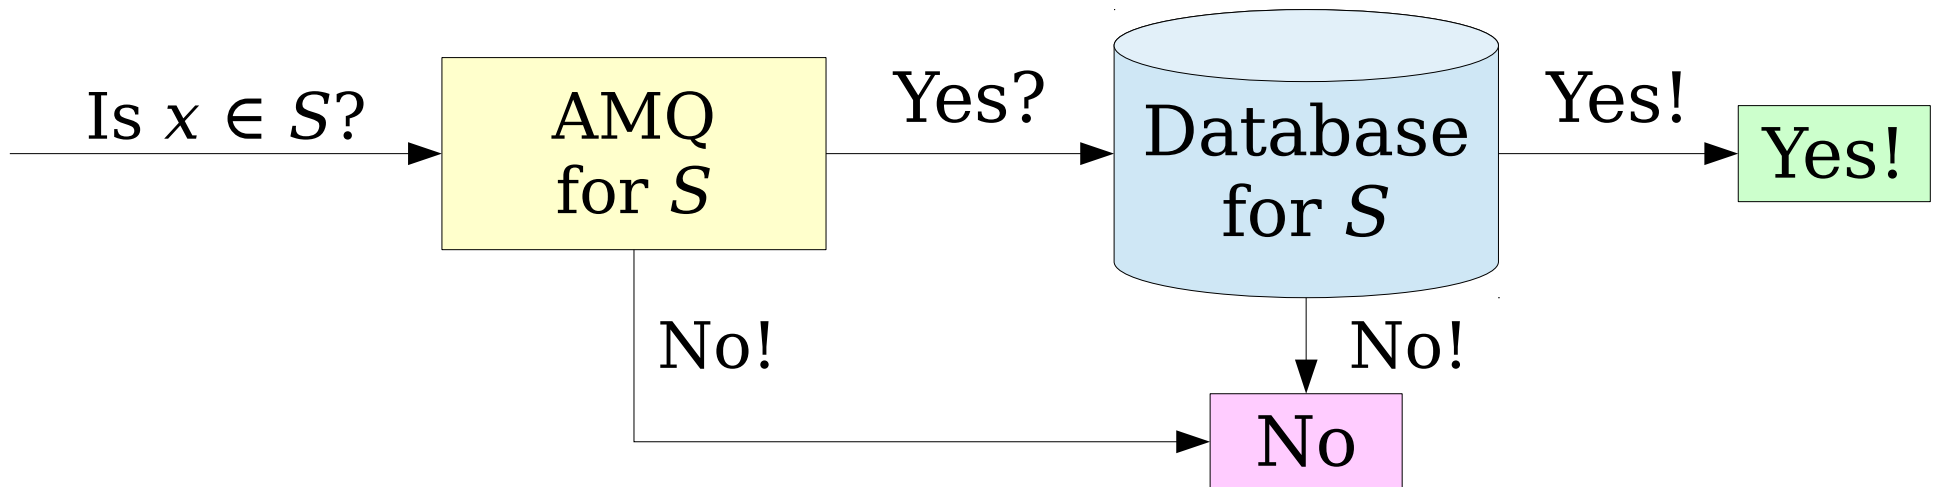 Is x ∈ S?
AMQ
for S
Yes?
Database
for S
Yes!
Yes!
No!
No!
No